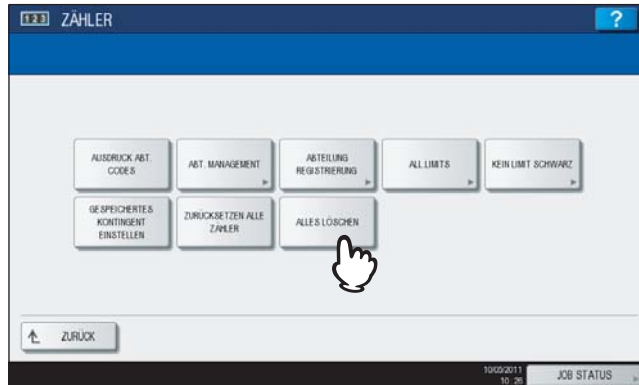 123 ZÄHLER
?
AUSDRUCK ABT.
CODES
ABT. MANAGEMENT
ABTEILUNG
REGISTRIERUNG
ALL LIMITS
KEIN LIMIT SCHWARZ
GESPEICHERTES
KONTINGENT
EINSTELLEN
ZURÜCKSETZEN ALLE
ZÄHLER
ALLES LÖSCHEN
ZURÜCK
10/03/2011
10:26
JOB STATUS